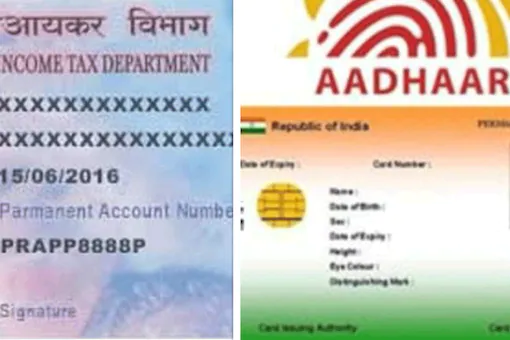 आयकर विभाग
INCOME TAX DEPARTMENT
XXXXXXXXXXXXX
XXXXXXXXXXXXXXX
15/06/2016
Parmanent Account Numbe
PRAPP8888P
Signature
AADHAAR
Republic of India
Date of Expiry :
Card Number :
Name :
Date of Birth :
Sex :
Date of Expiry :
Height :
Eye Colour :
Distinguishing Mark :
Card Issuing Authority
Card